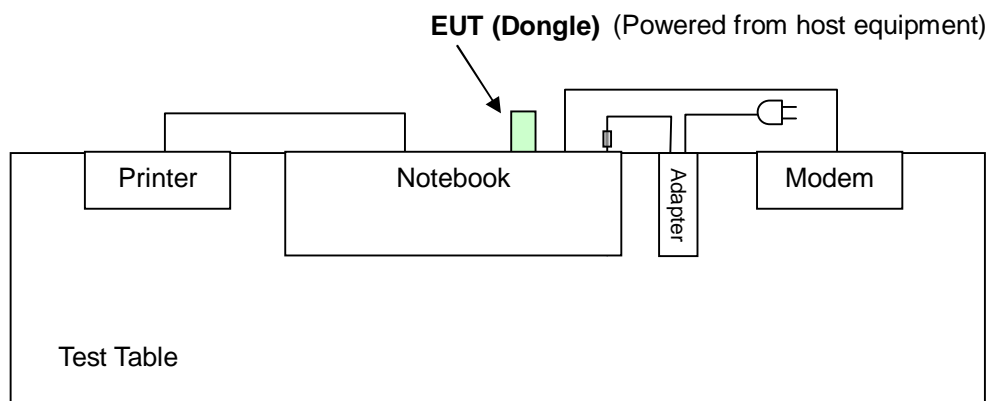 EUT (Dongle) (Powered from host equipment)
Printer
Notebook
Adapter
Modem
Test Table